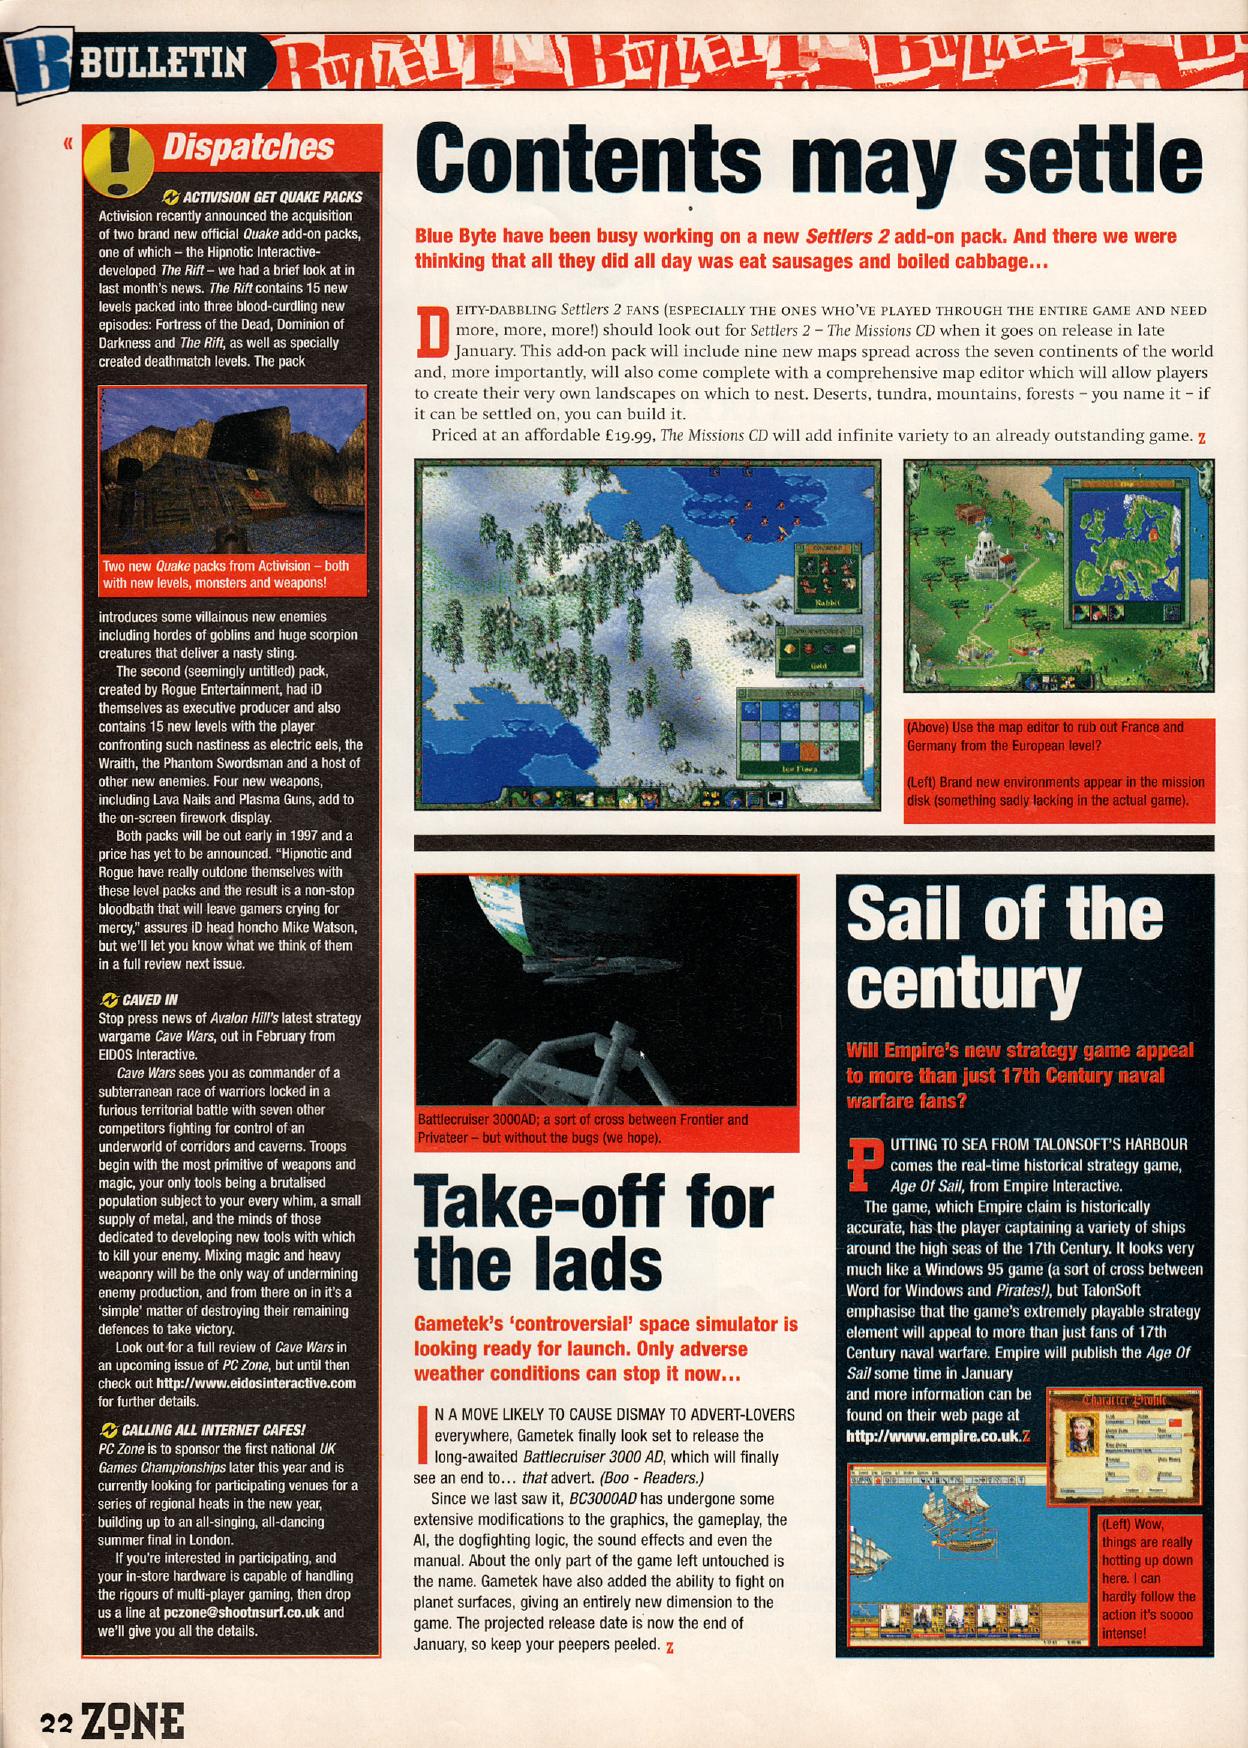 B BULLETIN
BULLETIN BULLETIN BULLETIN
«
! Dispatches
ACTIVISION GET QUAKE PACKS
Activision recently announced the acquisition
of two brand new official Quake add-on packs,
one of which – the Hipnotic Interactive-
developed The Rift – we had a brief look at in
last month's news. The Rift contains 15 new
levels packed into three blood-curdling new
episodes: Fortress of the Dead, Dominion of
Darkness and The Rift, as well as specially
created deathmatch levels. The pack
Two new Quake packs from Activision – both
with new levels, monsters and weapons!
introduces some villainous new enemies
including hordes of goblins and huge scorpion
creatures that deliver a nasty sting.
The second (seemingly untitled) pack,
created by Rogue Entertainment, had iD
themselves as executive producer and also
contains 15 new levels with the player
confronting such nastiness as electric eels, the
Wraith, the Phantom Swordsman and a host of
other new enemies. Four new weapons,
including Lava Nails and Plasma Guns, add to
the on-screen firework display.
Both packs will be out early in 1997 and a
price has yet to be announced. "Hipnotic and
Rogue have really outdone themselves with
these level packs and the result is a non-stop
bloodbath that will leave gamers crying for
mercy," assures iD head honcho Mike Watson,
but we'll let you know what we think of them
in a full review next issue.
CAVED IN
Stop press news of Avalon Hill's latest strategy
wargame Cave Wars, out in February from
EIDOS Interactive.
Cave Wars sees you as commander of a
subterranean race of warriors locked in a
furious territorial battle with seven other
competitors fighting for control of an
underworld of corridors and caverns. Troops
begin with the most primitive of weapons and
magic, your only tools being a brutalised
population subject to your every whim, a small
supply of metal, and the minds of those
dedicated to developing new tools with which
to kill your enemy. Mixing magic and heavy
weaponry will be the only way of undermining
enemy production, and from there on in it's a
'simple' matter of destroying their remaining
defences to take victory.
Look out for a full review of Cave Wars in
an upcoming issue of PC Zone, but until then
check out http://www.eidosinteractive.com
for further details.
CALLING ALL INTERNET CAFES!
PC Zone is to sponsor the first national UK
Games Championships later this year and is
currently looking for participating venues for a
series of regional heats in the new year,
building up to an all-singing, all-dancing
summer final in London.
If you're interested in participating, and
your in-store hardware is capable of handling
the rigours of multi-player gaming, then drop
us a line at pczone@shootnsurf.co.uk and
we'll give you all the details.
Contents may settle
Blue Byte have been busy working on a new Settlers 2 add-on pack. And there we were
thinking that all they did all day was eat sausages and boiled cabbage...
DEITY-DABBLING Settlers 2 FANS (ESPECIALLY THE ONES WHO'VE PLAYED THROUGH THE ENTIRE GAME AND NEED
more, more, more!) should look out for Settlers 2 – The Missions CD when it goes on release in late
January. This add-on pack will include nine new maps spread across the seven continents of the world
and, more importantly, will also come complete with a comprehensive map editor which will allow players
to create their very own landscapes on which to nest. Deserts, tundra, mountains, forests – you name it – if
it can be settled on, you can build it.
Priced at an affordable £19.99, The Missions CD will add infinite variety to an already outstanding game. Z
Rabbit
Gold
Ice Floes
Map
(Above) Use the map editor to rub out France and
Germany from the European level?
(Left) Brand new environments appear in the mission
disk (something sadly lacking in the actual game).
Battlecruiser 3000AD; a sort of cross between Frontier and
Privateer – but without the bugs (we hope).
Take-off for
the lads
Gametek's 'controversial' space simulator is
looking ready for launch. Only adverse
weather conditions can stop it now...
IN A MOVE LIKELY TO CAUSE DISMAY TO ADVERT-LOVERS
everywhere, Gametek finally look set to release the
long-awaited Battlecruiser 3000 AD, which will finally
see an end to... that advert. (Boo - Readers.)
Since we last saw it, BC3000AD has undergone some
extensive modifications to the graphics, the gameplay, the
AI, the dogfighting logic, the sound effects and even the
manual. About the only part of the game left untouched is
the name. Gametek have also added the ability to fight on
planet surfaces, giving an entirely new dimension to the
game. The projected release date is now the end of
January, so keep your peepers peeled. Z
Sail of the
century
Will Empire's new strategy game appeal
to more than just 17th Century naval
warfare fans?
PUTTING TO SEA FROM TALONSOFT'S HARBOUR
comes the real-time historical strategy game,
Age Of Sail, from Empire Interactive.
The game, which Empire claim is historically
accurate, has the player captaining a variety of ships
around the high seas of the 17th Century. It looks very
much like a Windows 95 game (a sort of cross between
Word for Windows and Pirates!), but TalonSoft
emphasise that the game's extremely playable strategy
element will appeal to more than just fans of 17th
Century naval warfare. Empire will publish the Age Of
Sail some time in January
and more information can be
found on their web page at
http://www.empire.co.uk. Z
Character Profile
(Left) Wow,
things are really
hotting up down
here. I can
hardly follow the
action it's soooo
intense!
22 ZONE